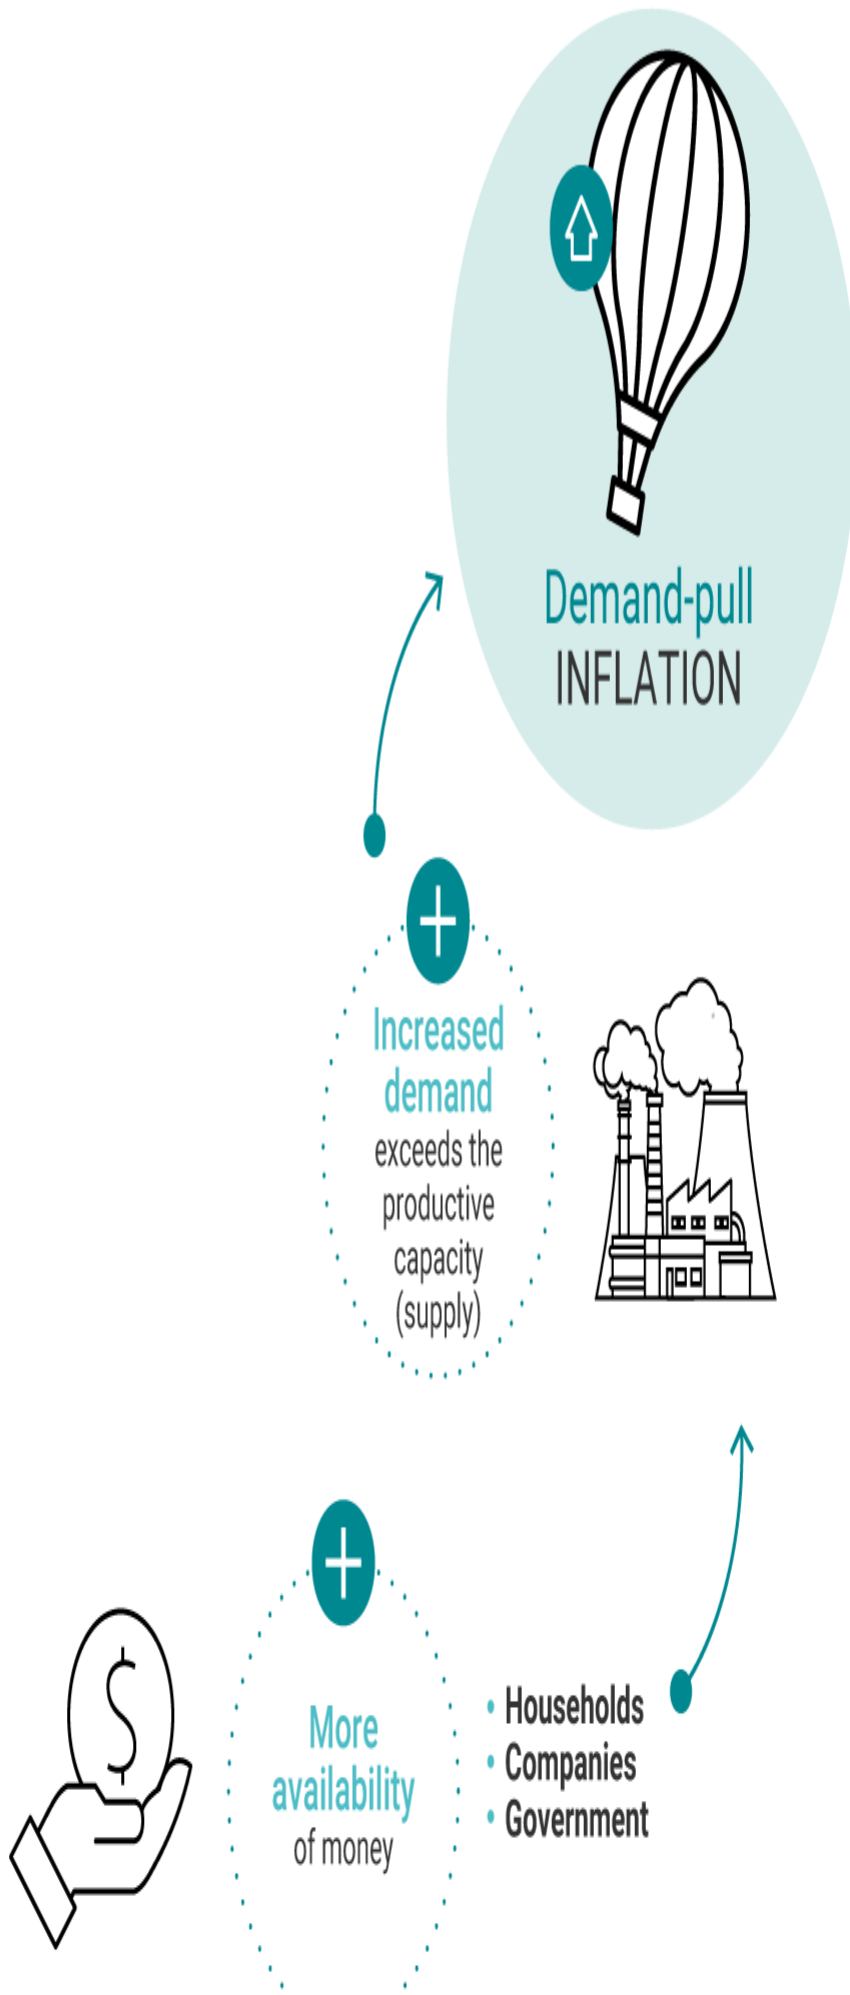 Demand-pull
INFLATION
Increased
demand
exceeds the
productive
capacity
(supply)
More
availability
of money
• Households
• Companies
• Government
$